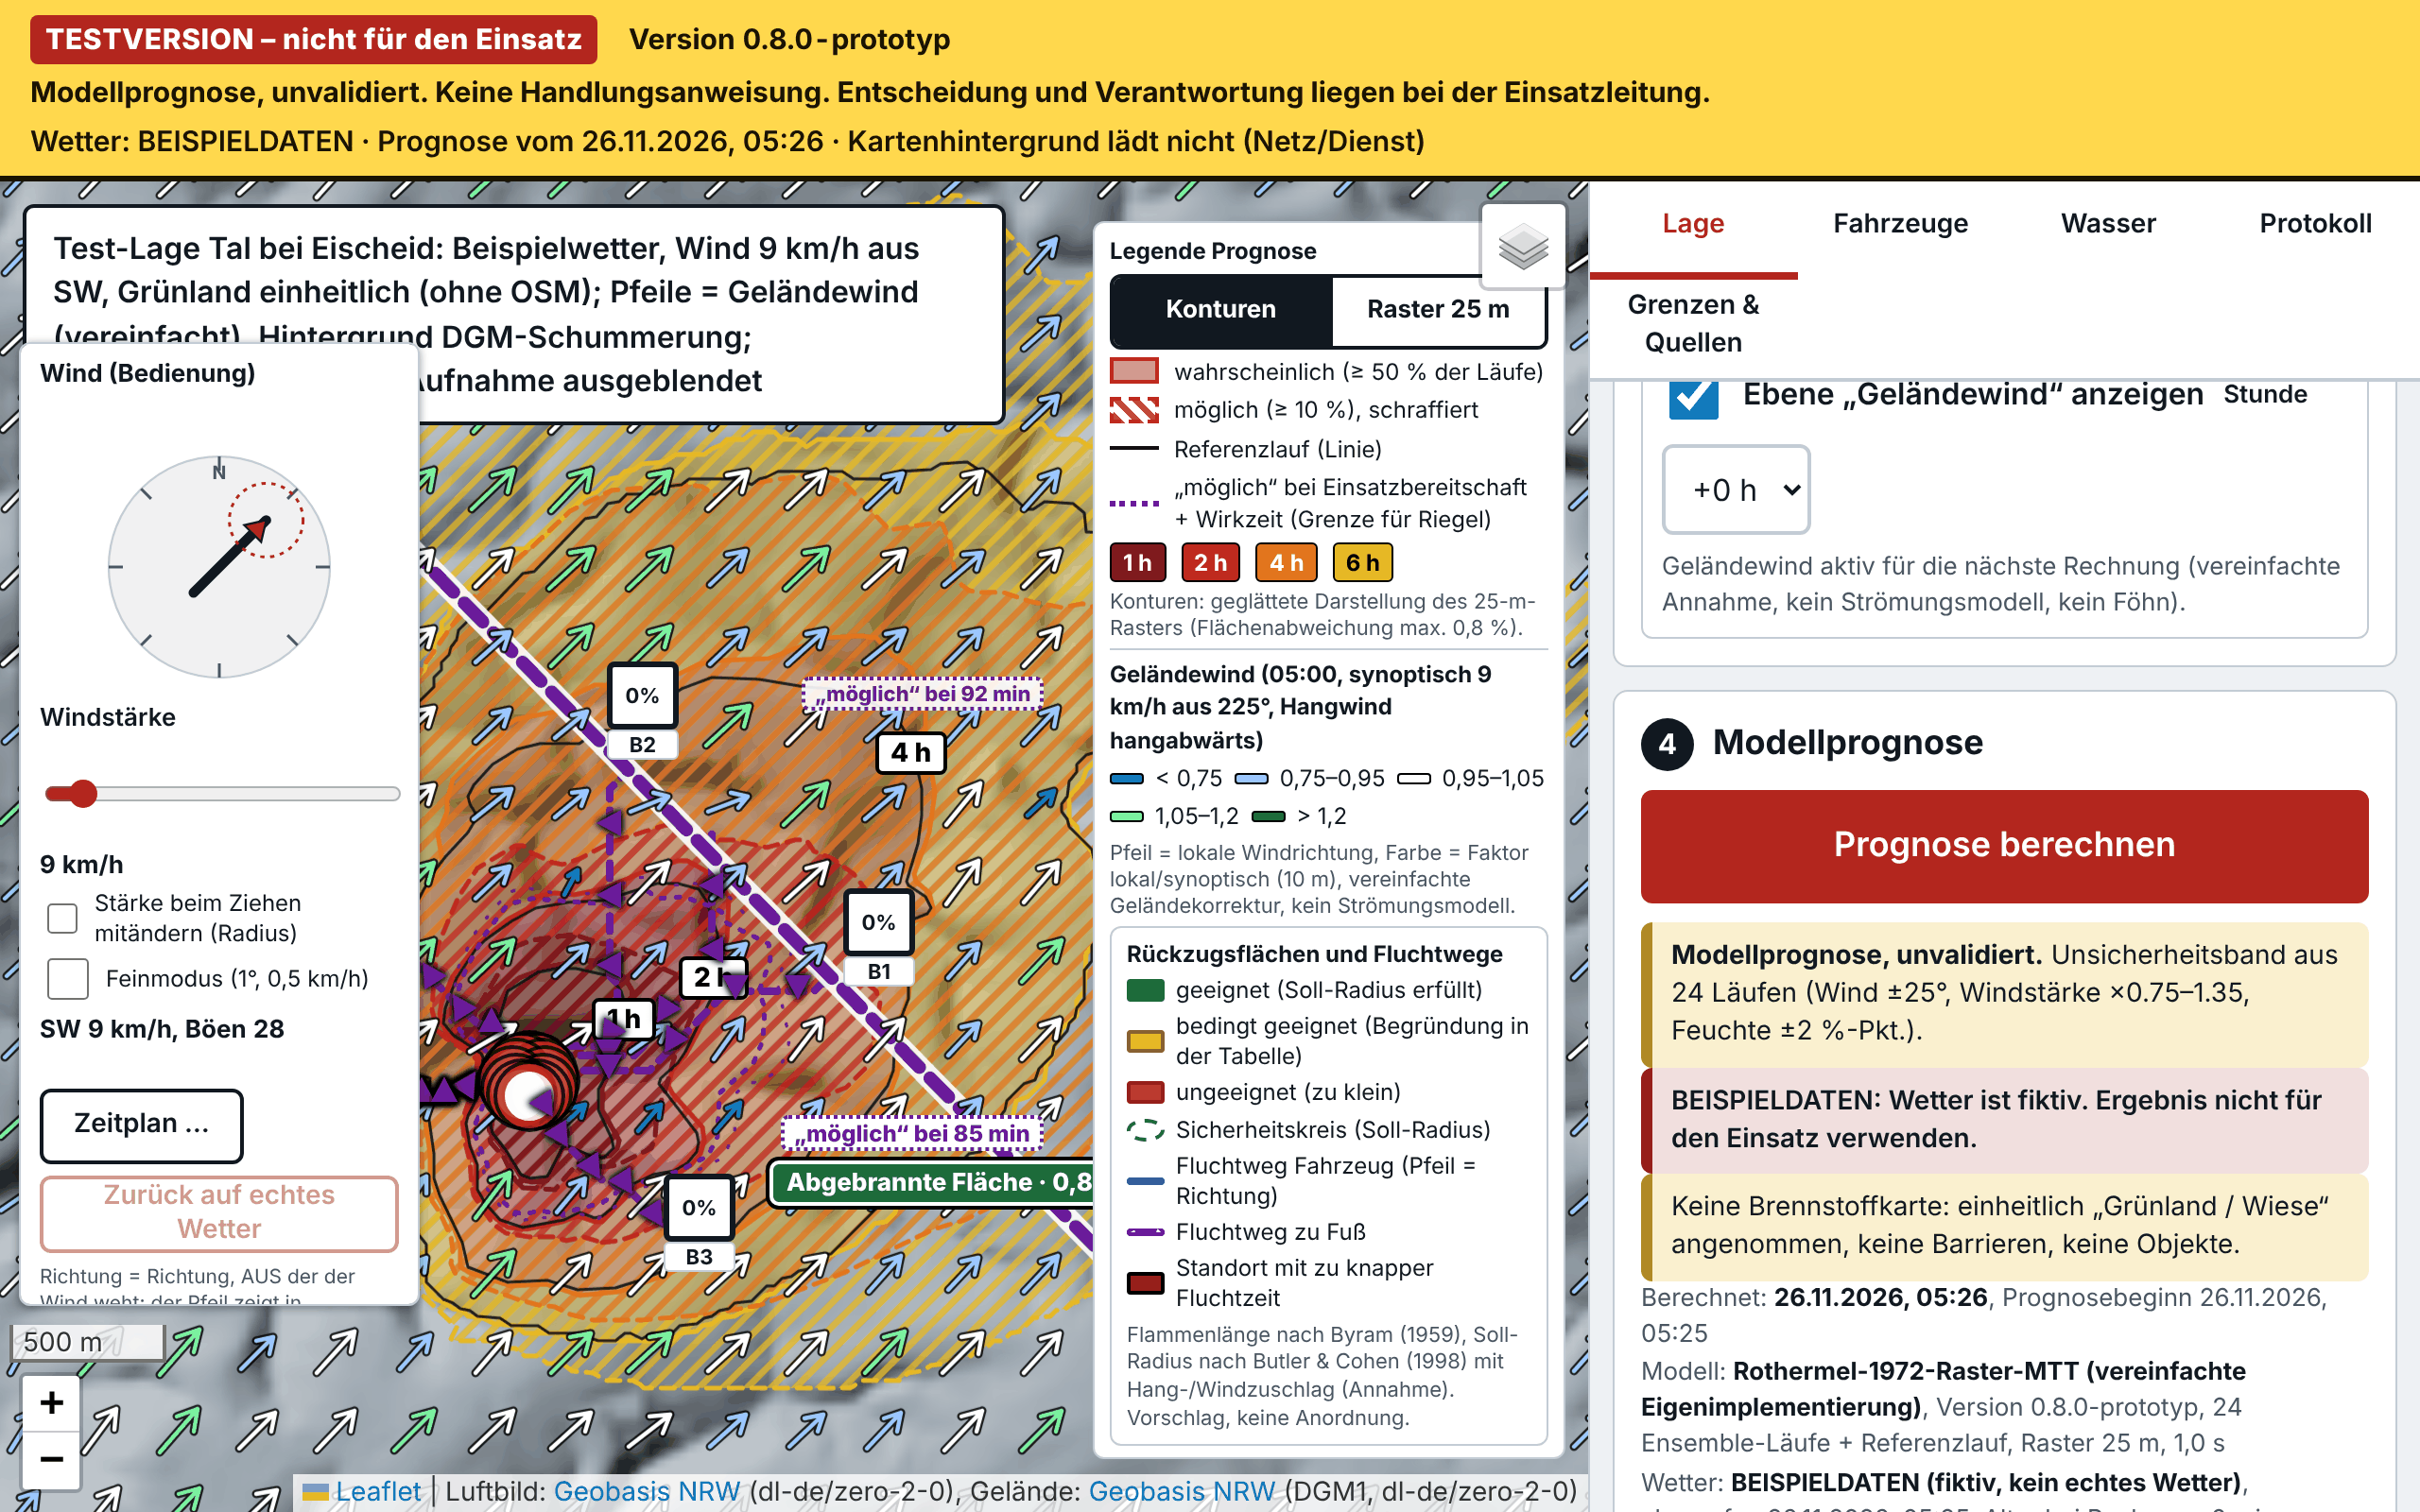 TESTVERSION – nicht für den Einsatz Version 0.8.0-prototyp
Modellprognose, unvalidiert. Keine Handlungsanweisung. Entscheidung und Verantwortung liegen bei der Einsatzleitung.
Wetter: BEISPIELDATEN · Prognose vom 26.11.2026, 05:26 · Kartenhintergrund lädt nicht (Netz/Dienst)
Test-Lage Tal bei Eischeid: Beispielwetter, Wind 9 km/h aus
SW, Grünland einheitlich (ohne OSM); Pfeile = Geländewind
(vereinfacht), Hintergrund DGM-Schummerung;
Aufnahme ausgeblendet
Wind (Bedienung)
N
Windstärke
9 km/h
Stärke beim Ziehen
mitändern (Radius)
Feinmodus (1°, 0,5 km/h)
SW 9 km/h, Böen 28
Zeitplan ...
Zurück auf echtes
Wetter
Richtung = Richtung, AUS der der
Wind weht; der Pfeil zeigt in
500 m
+
−
0%
B2
„möglich“ bei 92 min
4 h
0%
B1
2 h
1 h
„möglich“ bei 85 min
Abgebrannte Fläche · 0,8
0%
B3
Legende Prognose
Konturen Raster 25 m
wahrscheinlich (≥ 50 % der Läufe)
möglich (≥ 10 %), schraffiert
Referenzlauf (Linie)
„möglich“ bei Einsatzbereitschaft
+ Wirkzeit (Grenze für Riegel)
1 h 2 h 4 h 6 h
Konturen: geglättete Darstellung des 25-m-
Rasters (Flächenabweichung max. 0,8 %).
Geländewind (05:00, synoptisch 9
km/h aus 225°, Hangwind
hangabwärts)
< 0,75 0,75–0,95 0,95–1,05
1,05–1,2 > 1,2
Pfeil = lokale Windrichtung, Farbe = Faktor
lokal/synoptisch (10 m), vereinfachte
Geländekorrektur, kein Strömungsmodell.
Rückzugsflächen und Fluchtwege
geeignet (Soll-Radius erfüllt)
bedingt geeignet (Begründung in
der Tabelle)
ungeeignet (zu klein)
Sicherheitskreis (Soll-Radius)
Fluchtweg Fahrzeug (Pfeil =
Richtung)
Fluchtweg zu Fuß
Standort mit zu knapper
Fluchtzeit
Flammenlänge nach Byram (1959), Soll-
Radius nach Butler & Cohen (1998) mit
Hang-/Windzuschlag (Annahme).
Vorschlag, keine Anordnung.
Leaflet | Luftbild: Geobasis NRW (dl-de/zero-2-0), Gelände: Geobasis NRW (DGM1, dl-de/zero-2-0)
Lage Fahrzeuge Wasser Protokoll
Grenzen &
Quellen
Ebene „Geländewind“ anzeigen Stunde
+0 h
Geländewind aktiv für die nächste Rechnung (vereinfachte
Annahme, kein Strömungsmodell, kein Föhn).
4 Modellprognose
Prognose berechnen
Modellprognose, unvalidiert. Unsicherheitsband aus
24 Läufen (Wind ±25°, Windstärke ×0.75–1.35,
Feuchte ±2 %-Pkt.).
BEISPIELDATEN: Wetter ist fiktiv. Ergebnis nicht für
den Einsatz verwenden.
Keine Brennstoffkarte: einheitlich „Grünland / Wiese“
angenommen, keine Barrieren, keine Objekte.
Berechnet: 26.11.2026, 05:26, Prognosebeginn 26.11.2026,
05:25
Modell: Rothermel-1972-Raster-MTT (vereinfachte
Eigenimplementierung), Version 0.8.0-prototyp, 24
Ensemble-Läufe + Referenzlauf, Raster 25 m, 1,0 s
Wetter: BEISPIELDATEN (fiktiv, kein echtes Wetter),